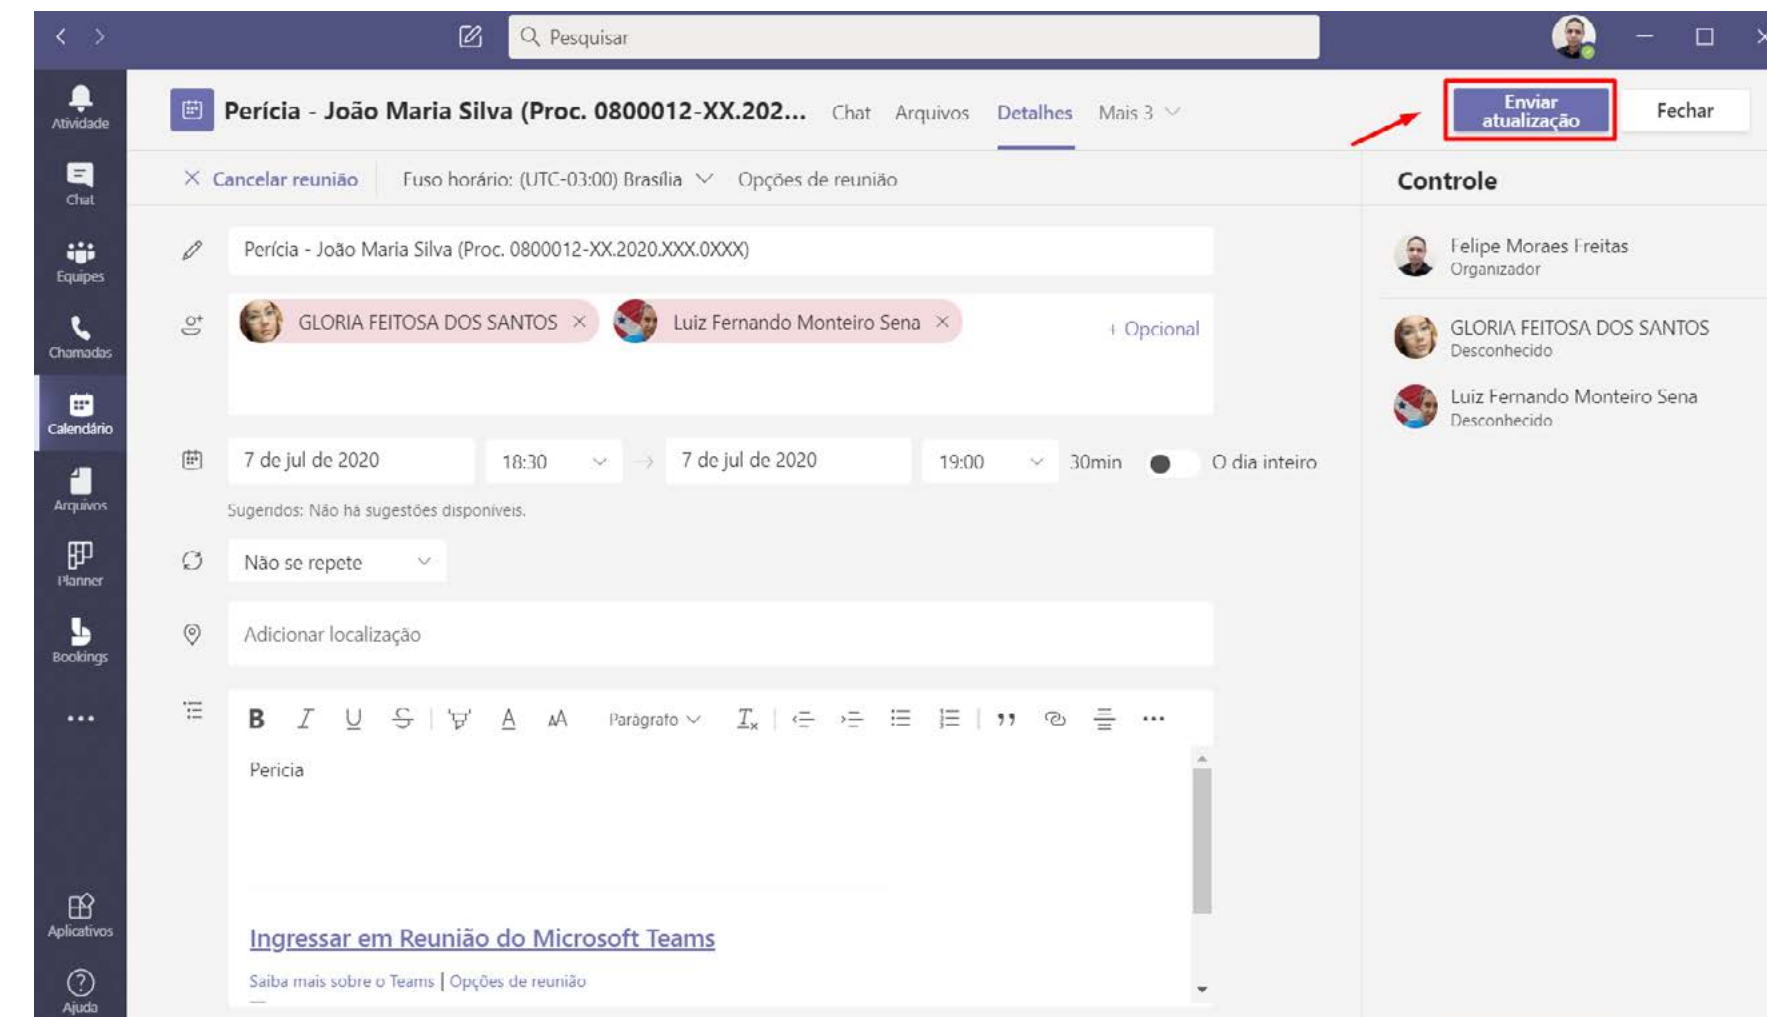 Pesquisar
Atividade
Chat
Equipes
Chamadas
Calendário
Arquivos
Planner
Bookings
Aplicativos
Ajuda
Perícia - João Maria Silva (Proc. 0800012-XX.202... Chat Arquivos Detalhes Mais 3
Enviar
atualização
Fechar
Cancelar reunião Fuso horário: (UTC-03:00) Brasília Opções de reunião
Perícia - João Maria Silva (Proc. 0800012-XX.2020.XXX.0XXX)
GLORIA FEITOSA DOS SANTOS × Luiz Fernando Monteiro Sena × + Opcional
7 de jul de 2020 18:30 → 7 de jul de 2020 19:00 30min O dia inteiro
Sugeridos: Não há sugestões disponíveis.
Não se repete
Adicionar localização
B I U S A AA Parágrafo
Pericia
Ingressar em Reunião do Microsoft Teams
Saiba mais sobre o Teams | Opções de reunião
Controle
Felipe Moraes Freitas
Organizador
GLORIA FEITOSA DOS SANTOS
Desconhecido
Luiz Fernando Monteiro Sena
Desconhecido